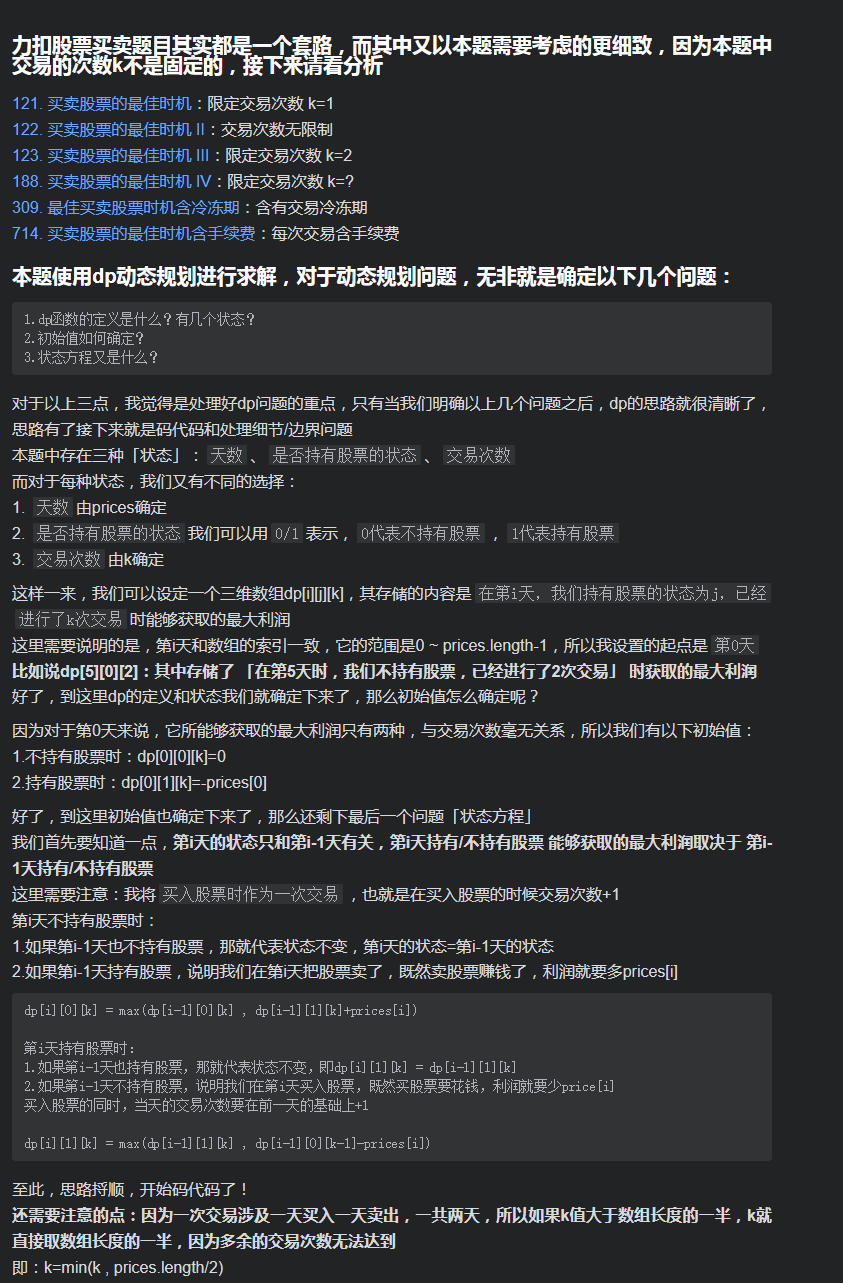 力扣股票买卖题目其实都是一个套路，而其中又以本题需要考虑的更细致，因为本题中
交易的次数k不是固定的，接下来请看分析
121. 买卖股票的最佳时机：限定交易次数 k=1
122. 买卖股票的最佳时机 II：交易次数无限制
123. 买卖股票的最佳时机 III：限定交易次数 k=2
188. 买卖股票的最佳时机 IV：限定交易次数 k=?
309. 最佳买卖股票时机含冷冻期：含有交易冷冻期
714. 买卖股票的最佳时机含手续费：每次交易含手续费
本题使用dp动态规划进行求解，对于动态规划问题，无非就是确定以下几个问题：
1.dp函数的定义是什么？有几个状态？
2.初始值如何确定？
3.状态方程又是什么？
对于以上三点，我觉得是处理好dp问题的重点，只有当我们明确以上几个问题之后，dp的思路就很清晰了，
思路有了接下来就是码代码和处理细节/边界问题
本题中存在三种「状态」：天数、是否持有股票的状态、交易次数
而对于每种状态，我们又有不同的选择：
1. 天数 由prices确定
2. 是否持有股票的状态 我们可以用 0/1 表示，0代表不持有股票，1代表持有股票
3. 交易次数 由k确定
这样一来，我们可以设定一个三维数组dp[i][j][k]，其存储的内容是 在第i天，我们持有股票的状态为j，已经
进行了k次交易 时能够获取的最大利润
这里需要说明的是，第i天和数组的索引一致，它的范围是0 ~ prices.length-1，所以我设置的起点是 第0天
比如说dp[5][0][2]：其中存储了 「在第5天时，我们不持有股票，已经进行了2次交易」 时获取的最大利润
好了，到这里dp的定义和状态我们就确定下来了，那么初始值怎么确定呢？
因为对于第0天来说，它所能够获取的最大利润只有两种，与交易次数毫无关系，所以我们有以下初始值：
1.不持有股票时：dp[0][0][k]=0
2.持有股票时：dp[0][1][k]=-prices[0]
好了，到这里初始值也确定下来了，那么还剩下最后一个问题「状态方程」
我们首先要知道一点，第i天的状态只和第i-1天有关，第i天持有/不持有股票 能够获取的最大利润取决于 第i-
1天持有/不持有股票
这里需要注意：我将 买入股票时作为一次交易 ，也就是在买入股票的时候交易次数+1
第i天不持有股票时：
1.如果第i-1天也不持有股票，那就代表状态不变，第i天的状态=第i-1天的状态
2.如果第i-1天持有股票，说明我们在第i天把股票卖了，既然卖股票赚钱了，利润就要多prices[i]
dp[i][0][k] = max(dp[i-1][0][k] , dp[i-1][1][k]+prices[i])
第i天持有股票时：
1.如果第i-1天也持有股票，那就代表状态不变，即dp[i][1][k] = dp[i-1][1][k]
2.如果第i-1天不持有股票，说明我们在第i天买入股票，既然买股票要花钱，利润就要少price[i]
买入股票的同时，当天的交易次数要在前一天的基础上+1
dp[i][1][k] = max(dp[i-1][1][k] , dp[i-1][0][k-1]-prices[i])
至此，思路捋顺，开始码代码了！
还需要注意的点：因为一次交易涉及一天买入一天卖出，一共两天，所以如果k值大于数组长度的一半，k就
直接取数组长度的一半，因为多余的交易次数无法达到
即：k=min(k , prices.length/2)